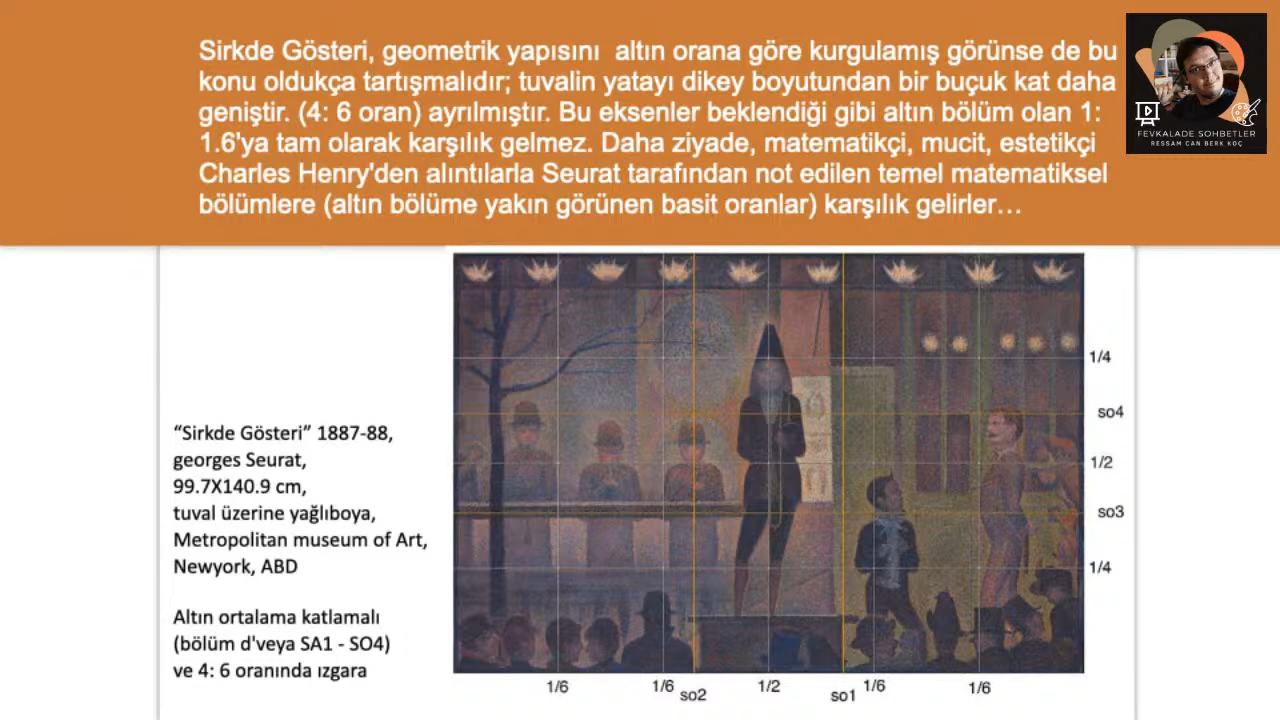 Sirkde Gösteri, geometrik yapısını altın orana göre kurgulamış görünse de bu
konu oldukça tartışmalıdır; tuvalin yatayı dikey boyutundan bir buçuk kat daha
geniştir. (4: 6 oran) ayrılmıştır. Bu eksenler beklendiği gibi altın bölüm olan 1:
1.6'ya tam olarak karşılık gelmez. Daha ziyade, matematikçi, mucit, estetikçi
Charles Henry'den alıntılarla Seurat tarafından not edilen temel matematiksel
bölümlere (altın bölüme yakın görünen basit oranlar) karşılık gelirler…
FEVKALADE SOHBETLER
RESSAM CAN BERK KOÇ
“Sirkde Gösteri” 1887-88,
georges Seurat,
99.7X140.9 cm,
tuval üzerine yağlıboya,
Metropolitan museum of Art,
Newyork, ABD
Altın ortalama katlamalı
(bölüm d'veya SA1 - SO4)
ve 4: 6 oranında ızgara
1/4
so4
1/2
so3
1/4
1/6
1/6
so2
1/2
so1
1/6
1/6